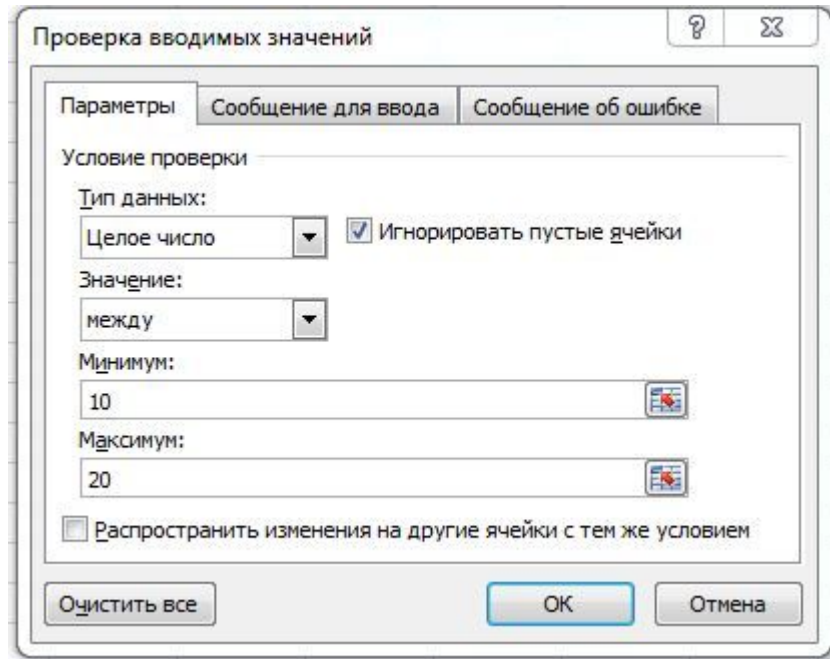 Проверка вводимых значений
Параметры Сообщение для ввода Сообщение об ошибке
Условие проверки
Тип данных:
Целое число Игнорировать пустые ячейки
Значение:
между
Минимум:
10
Максимум:
20
Распространить изменения на другие ячейки с тем же условием
Очистить все ОК Отмена